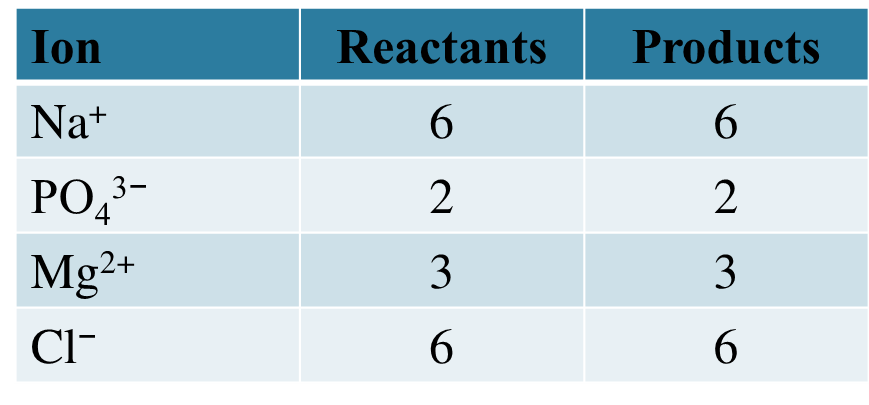 Ion Reactants Products
Na⁺ 6 6
PO₄³⁻ 2 2
Mg²⁺ 3 3
Cl⁻ 6 6